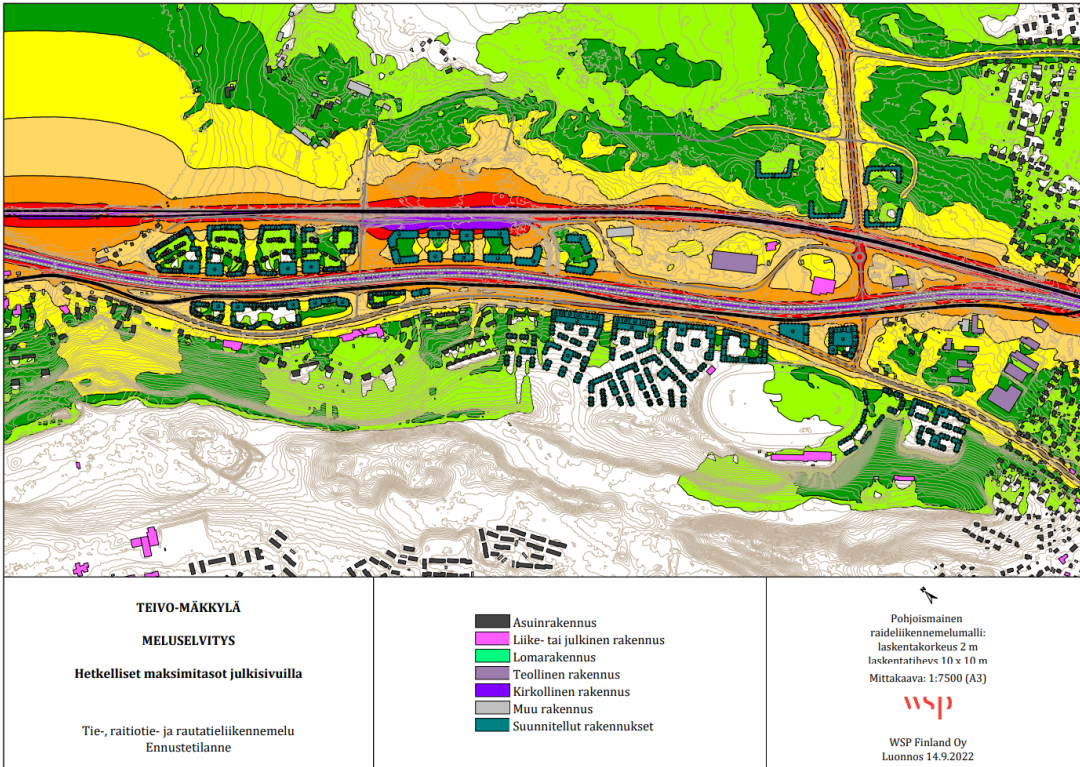 TEIVO-MÄKKYLÄ
MELUSELVITYS
Hetkelliset maksimitasot julkisivuilla
Tie-, raitiotie- ja rautatieliikennemelu
Ennustetilanne
Asuinrakennus
Liike- tai julkinen rakennus
Lomarakennus
Teollinen rakennus
Kirkollinen rakennus
Muu rakennus
Suunnitellut rakennukset
Pohjoismainen
raideliikennemelumalli:
laskentakorkeus 2 m
laskentatiheys 10 x 10 m
Mittakaava: 1:7500 (A3)
wsp
WSP Finland Oy
Luonnos 14.9.2022